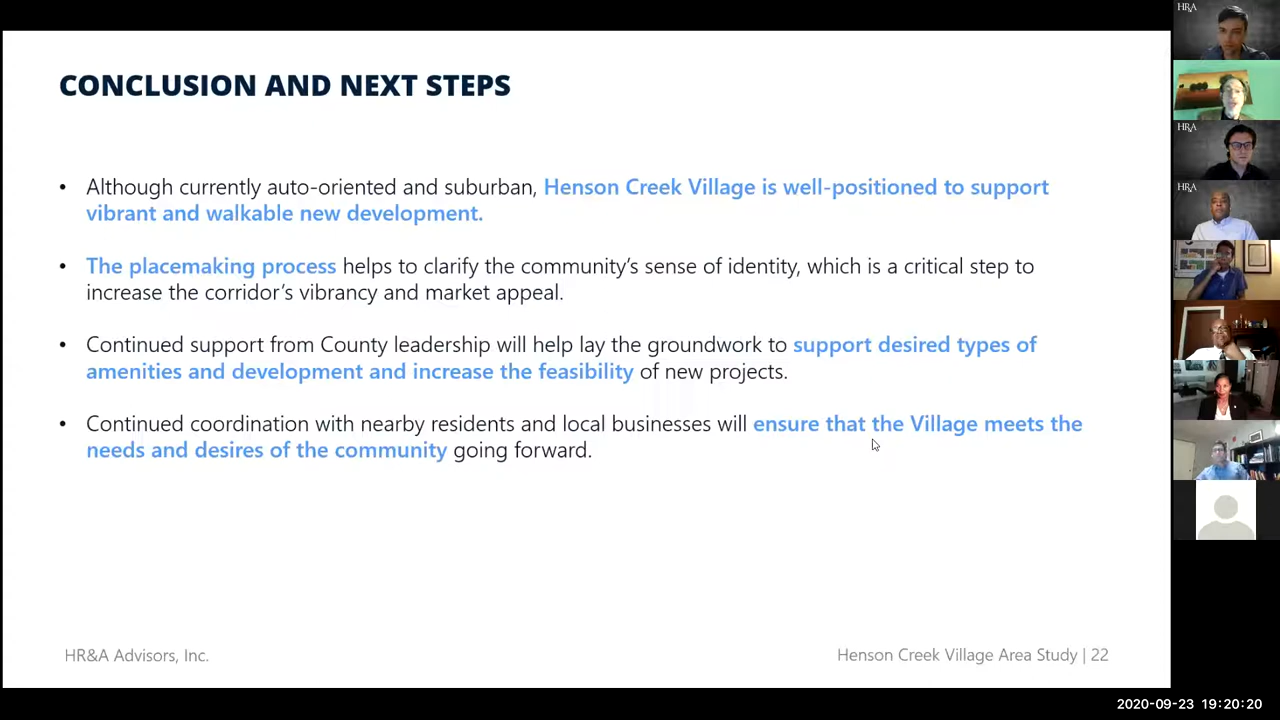 CONCLUSION AND NEXT STEPS
• Although currently auto-oriented and suburban, Henson Creek Village is well-positioned to support
vibrant and walkable new development.
• The placemaking process helps to clarify the community's sense of identity, which is a critical step to
increase the corridor's vibrancy and market appeal.
• Continued support from County leadership will help lay the groundwork to support desired types of
amenities and development and increase the feasibility of new projects.
• Continued coordination with nearby residents and local businesses will ensure that the Village meets the
needs and desires of the community going forward.
HR&A Advisors, Inc.
Henson Creek Village Area Study | 22
HRA
HRA
HRA
2020-09-23 19:20:20